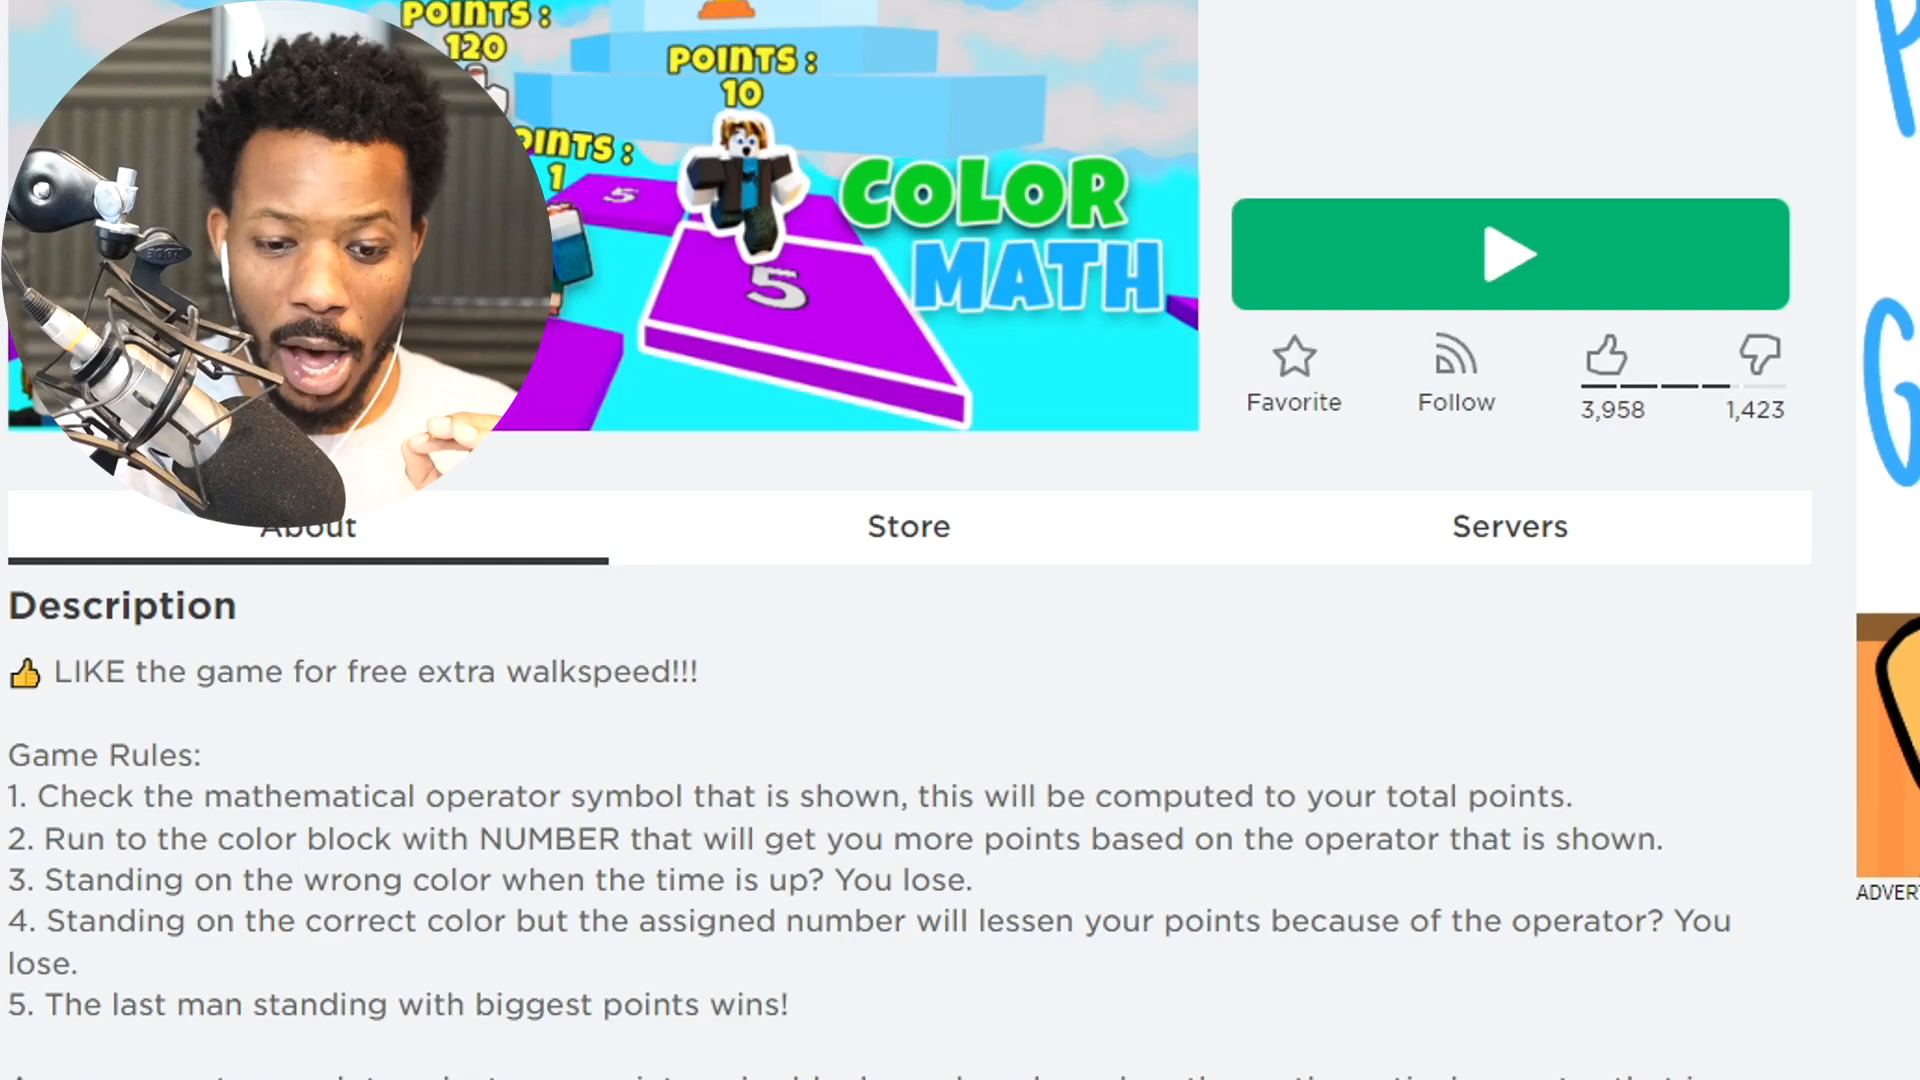 POINTS :
120
POINTS :
10
POINTS :
1
5
5
COLOR
MATH
Favorite
Follow
3,958
1,423
About
Store
Servers
Description
👍 LIKE the game for free extra walkspeed!!!
Game Rules:
1. Check the mathematical operator symbol that is shown, this will be computed to your total points.
2. Run to the color block with NUMBER that will get you more points based on the operator that is shown.
3. Standing on the wrong color when the time is up? You lose.
4. Standing on the correct color but the assigned number will lessen your points because of the operator? You
lose.
5. The last man standing with biggest points wins!